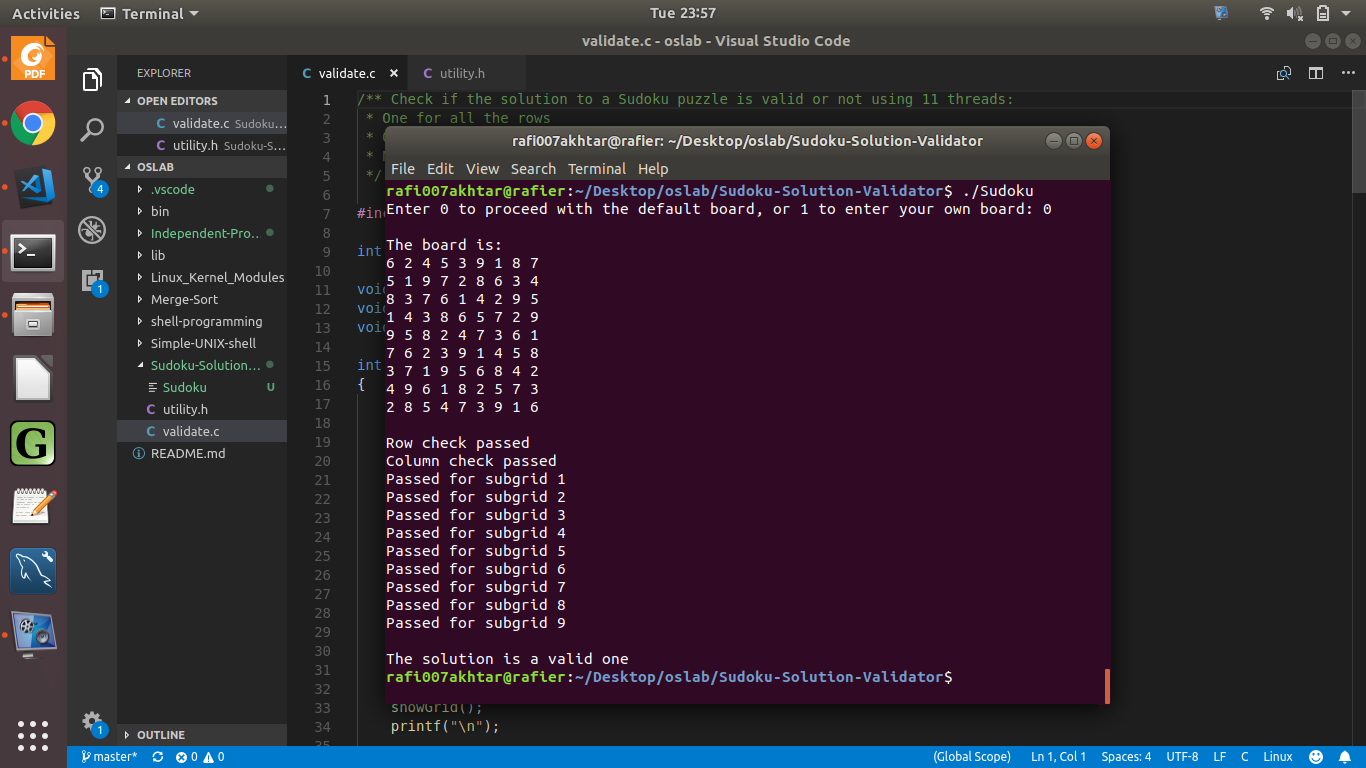 Activities Terminal Tue 23:57
validate.c - oslab - Visual Studio Code
PDF
4
1
1
EXPLORER
OPEN EDITORS
C validate.c Sudoku...
C utility.h Sudoku-S...
OSLAB
.vscode
bin
Independent-Pro...
lib
Linux_Kernel_Modules
Merge-Sort
shell-programming
Simple-UNIX-shell
Sudoku-Solution...
Sudoku U
C utility.h
C validate.c
README.md
OUTLINE
C validate.c × C utility.h
1 /** Check if the solution to a Sudoku puzzle is valid or not using 11 threads:
2 * One for all the rows
3 *
4 *
5 */
6
7 #in
8
9 int
10
11 voi
12 voi
13 voi
14
15 int
16 {
17
18
19
20
21
22
23
24
25
26
27
28
29
30
31
32
33 showGrid();
34 printf("\n");
35
rafi007akhtar@rafier: ~/Desktop/oslab/Sudoku-Solution-Validator
File Edit View Search Terminal Help
rafi007akhtar@rafier:~/Desktop/oslab/Sudoku-Solution-Validator$ ./Sudoku
Enter 0 to proceed with the default board, or 1 to enter your own board: 0
The board is:
6 2 4 5 3 9 1 8 7
5 1 9 7 2 8 6 3 4
8 3 7 6 1 4 2 9 5
1 4 3 8 6 5 7 2 9
9 5 8 2 4 7 3 6 1
7 6 2 3 9 1 4 5 8
3 7 1 9 5 6 8 4 2
4 9 6 1 8 2 5 7 3
2 8 5 4 7 3 9 1 6
Row check passed
Column check passed
Passed for subgrid 1
Passed for subgrid 2
Passed for subgrid 3
Passed for subgrid 4
Passed for subgrid 5
Passed for subgrid 6
Passed for subgrid 7
Passed for subgrid 8
Passed for subgrid 9
The solution is a valid one
rafi007akhtar@rafier:~/Desktop/oslab/Sudoku-Solution-Validator$
master* 0 0 (Global Scope) Ln 1, Col 1 Spaces: 4 UTF-8 LF C Linux